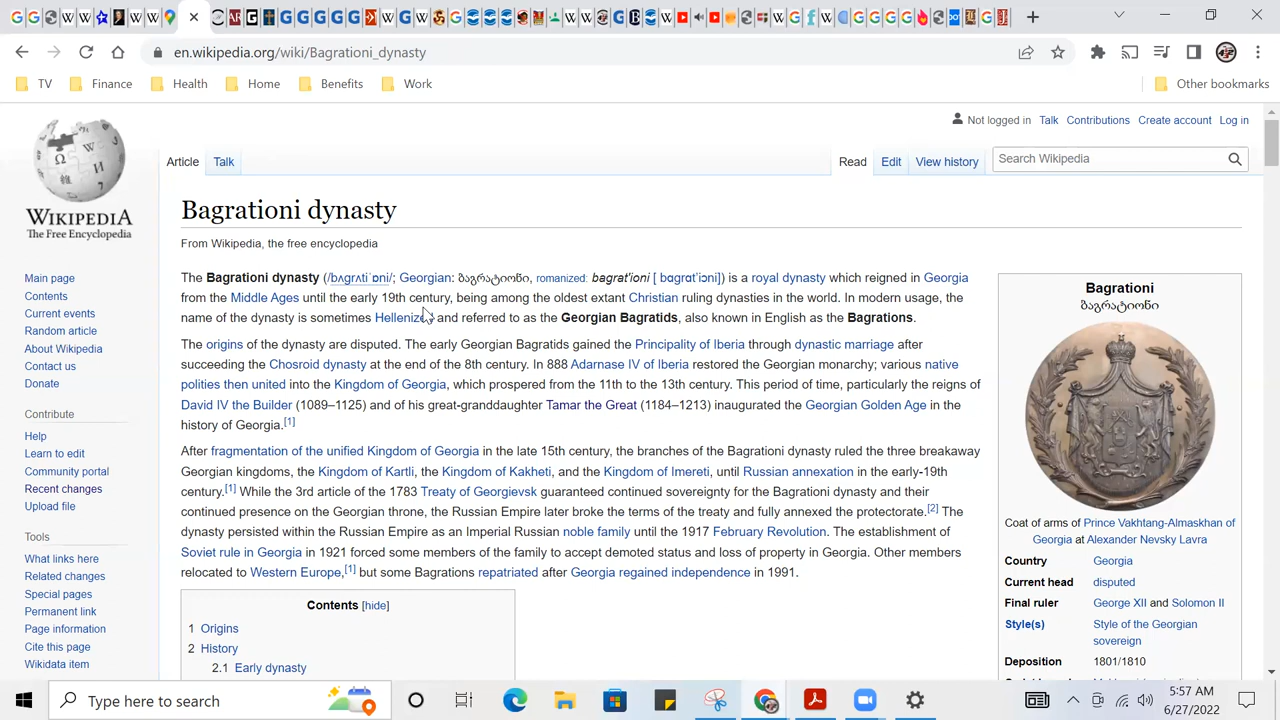 en.wikipedia.org/wiki/Bagrationi_dynasty
TV Finance Health Home Benefits Work Other bookmarks
Not logged in Talk Contributions Create account Log in
Article Talk Read Edit View history Search Wikipedia
WIKIPEDIA
The Free Encyclopedia
Main page
Contents
Current events
Random article
About Wikipedia
Contact us
Donate
Contribute
Help
Learn to edit
Community portal
Recent changes
Upload file
Tools
What links here
Related changes
Special pages
Permanent link
Page information
Cite this page
Wikidata item
Bagrationi dynasty
From Wikipedia, the free encyclopedia
The Bagrationi dynasty (/bʌɡrʌtiˈɒni/; Georgian: ბაგრატიონი, romanized: bagrat'ioni [ bɑɡrɑtʼiɔni]) is a royal dynasty which reigned in Georgia
from the Middle Ages until the early 19th century, being among the oldest extant Christian ruling dynasties in the world. In modern usage, the
name of the dynasty is sometimes Hellenized and referred to as the Georgian Bagratids, also known in English as the Bagrations.
The origins of the dynasty are disputed. The early Georgian Bagratids gained the Principality of Iberia through dynastic marriage after
succeeding the Chosroid dynasty at the end of the 8th century. In 888 Adarnase IV of Iberia restored the Georgian monarchy; various native
polities then united into the Kingdom of Georgia, which prospered from the 11th to the 13th century. This period of time, particularly the reigns of
David IV the Builder (1089–1125) and of his great-granddaughter Tamar the Great (1184–1213) inaugurated the Georgian Golden Age in the
history of Georgia.[1]
After fragmentation of the unified Kingdom of Georgia in the late 15th century, the branches of the Bagrationi dynasty ruled the three breakaway
Georgian kingdoms, the Kingdom of Kartli, the Kingdom of Kakheti, and the Kingdom of Imereti, until Russian annexation in the early-19th
century.[1] While the 3rd article of the 1783 Treaty of Georgievsk guaranteed continued sovereignty for the Bagrationi dynasty and their
continued presence on the Georgian throne, the Russian Empire later broke the terms of the treaty and fully annexed the protectorate.[2] The
dynasty persisted within the Russian Empire as an Imperial Russian noble family until the 1917 February Revolution. The establishment of
Soviet rule in Georgia in 1921 forced some members of the family to accept demoted status and loss of property in Georgia. Other members
relocated to Western Europe,[1] but some Bagrations repatriated after Georgia regained independence in 1991.
Contents [hide]
1 Origins
2 History
2.1 Early dynasty
Bagrationi
ბაგრატიონი
Coat of arms of Prince Vakhtang-Almaskhan of
Georgia at Alexander Nevsky Lavra
Country Georgia
Current head disputed
Final ruler George XII and Solomon II
Style(s) Style of the Georgian
sovereign
Deposition 1801/1810
Type here to search
5:57 AM
6/27/2022